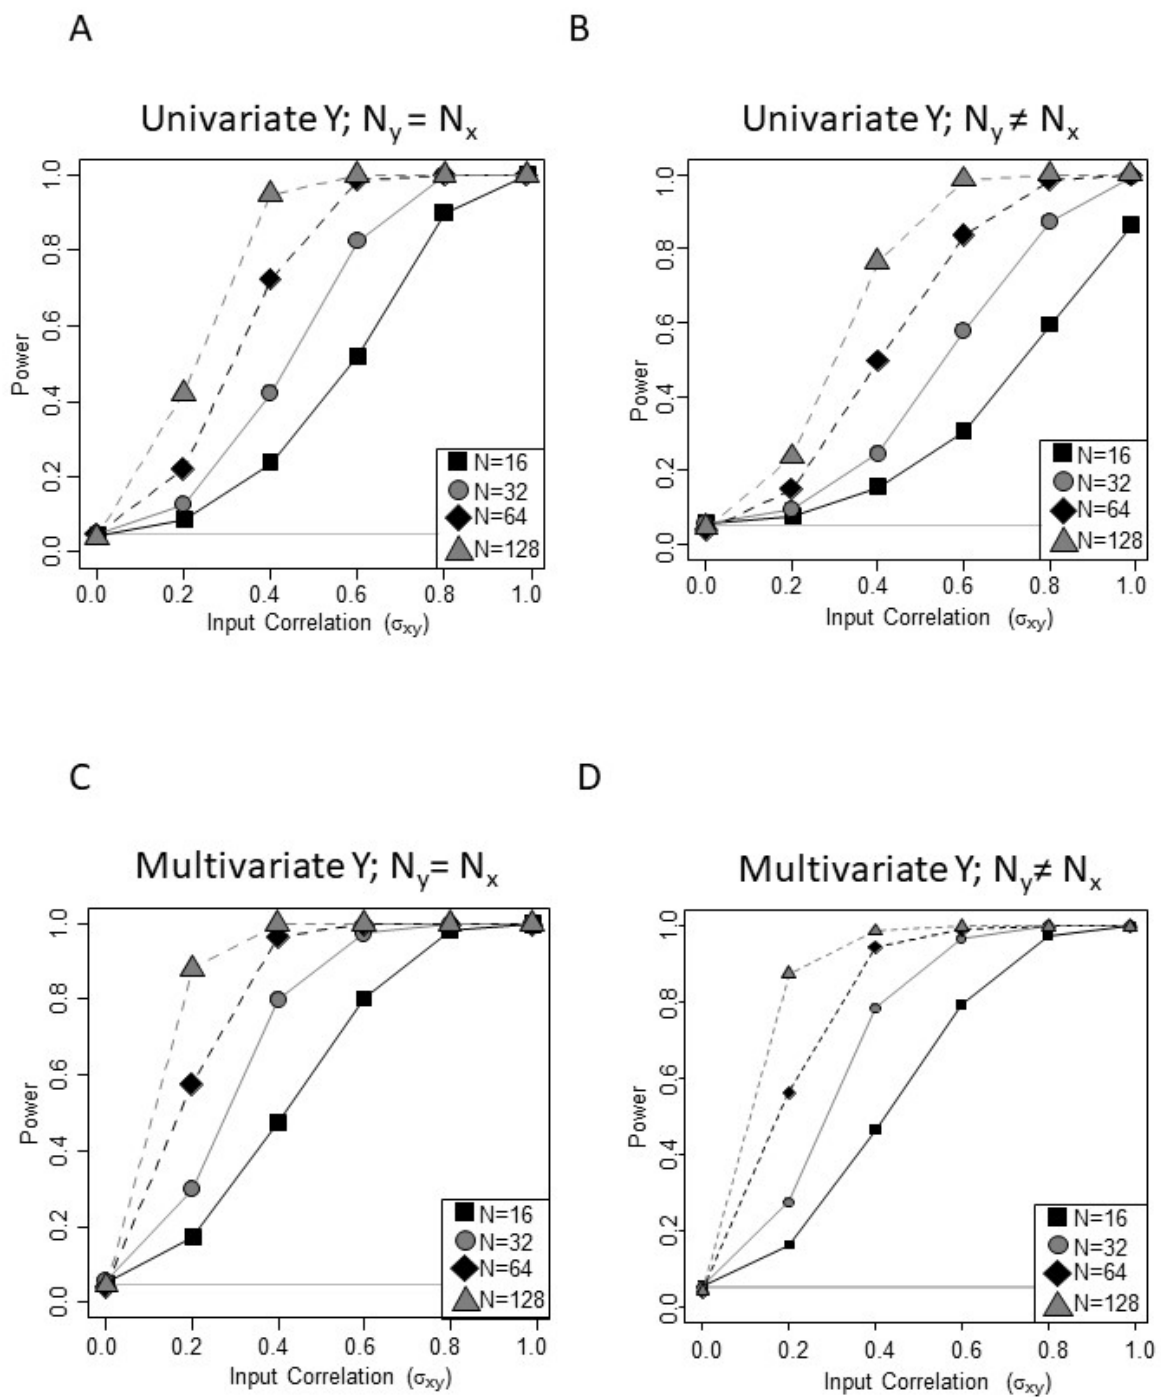 A
B
Univariate Y; Ny = Nx
Univariate Y; Ny ≠ Nx
Power
1.0
0.8
0.6
0.4
0.2
0.0
N=16
N=32
N=64
N=128
0.0 0.2 0.4 0.6 0.8 1.0
Input Correlation (σxy)
Power
1.0
0.8
0.6
0.4
0.2
0.0
N=16
N=32
N=64
N=128
0.0 0.2 0.4 0.6 0.8 1.0
Input Correlation (σxy)
C
D
Multivariate Y; Ny= Nx
Multivariate Y; Ny≠ Nx
Power
1.0
0.8
0.6
0.4
0.2
0.0
N=16
N=32
N=64
N=128
0.0 0.2 0.4 0.6 0.8 1.0
Input Correlation (σxy)
Power
1.0
0.8
0.6
0.4
0.2
0.0
N=16
N=32
N=64
N=128
0.0 0.2 0.4 0.6 0.8 1.0
Input Correlation (σxy)